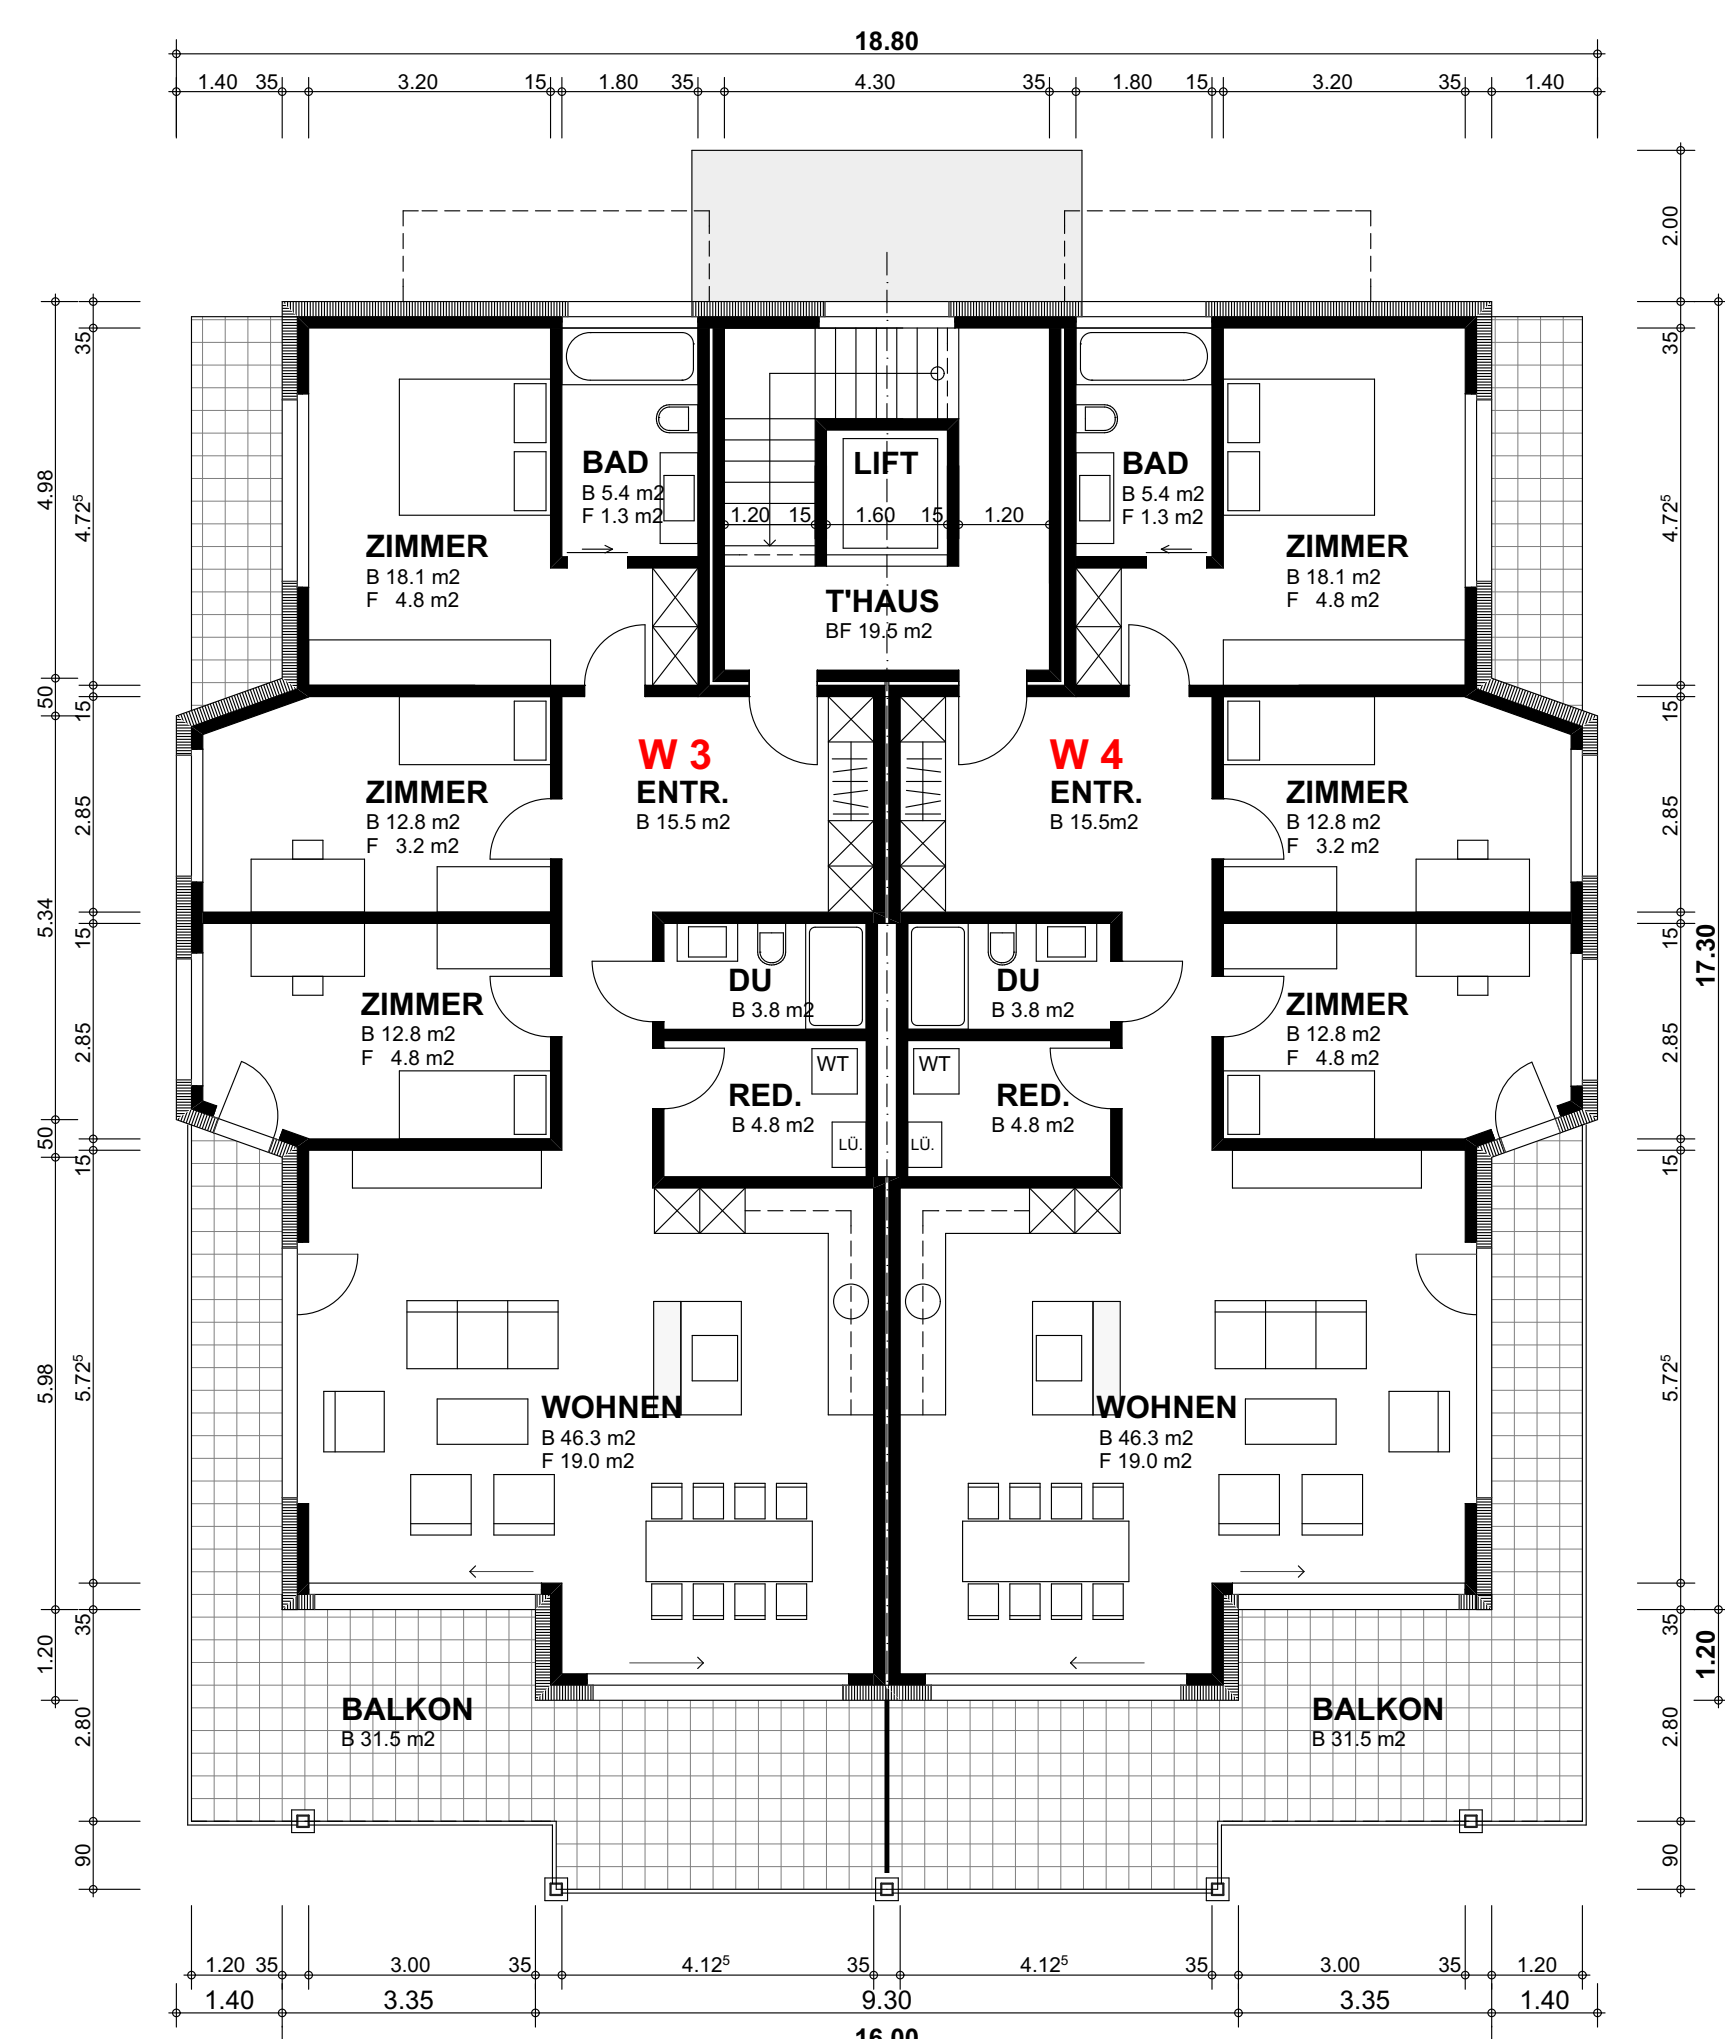 18.80
1.40 35 3.20 15 1.80 35 4.30 35 1.80 15 3.20 35 1.40
2.00
35
35
4.98
4.72⁵
4.72⁵
BAD
B 5.4 m2
F 1.3 m2
LIFT
BAD
B 5.4 m2
F 1.3 m2
1.20 15 1.60 15 1.20
ZIMMER
B 18.1 m2
F 4.8 m2
ZIMMER
B 18.1 m2
F 4.8 m2
T'HAUS
BF 19.5 m2
50
15
15
W 3
ENTR.
B 15.5 m2
W 4
ENTR.
B 15.5m2
ZIMMER
B 12.8 m2
F 3.2 m2
ZIMMER
B 12.8 m2
F 3.2 m2
2.85
2.85
5.34
15
15
17.30
DU
B 3.8 m2
DU
B 3.8 m2
ZIMMER
B 12.8 m2
F 4.8 m2
ZIMMER
B 12.8 m2
F 4.8 m2
2.85
2.85
WT
WT
RED.
B 4.8 m2
RED.
B 4.8 m2
LÜ.
LÜ.
50
15
15
5.98
5.72⁵
5.72⁵
WOHNEN
B 46.3 m2
F 19.0 m2
WOHNEN
B 46.3 m2
F 19.0 m2
35
35
1.20
1.20
BALKON
B 31.5 m2
BALKON
B 31.5 m2
2.80
2.80
90
90
1.20 35 3.00 35 4.12⁵ 35 4.12⁵ 35 3.00 35 1.20
1.40 3.35 9.30 3.35 1.40
16.00